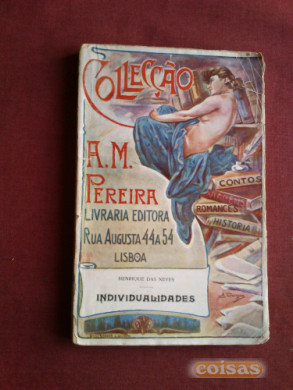 COLLECÇÃO
A. M.
PEREIRA
LIVRARIA EDITORA
RUA AUGUSTA 44 A 54
LISBOA
CONTOS
ROMANCES
HISTORIA
HENRIQUE DAS NEVES
INDIVIDUALIDADES
coisas